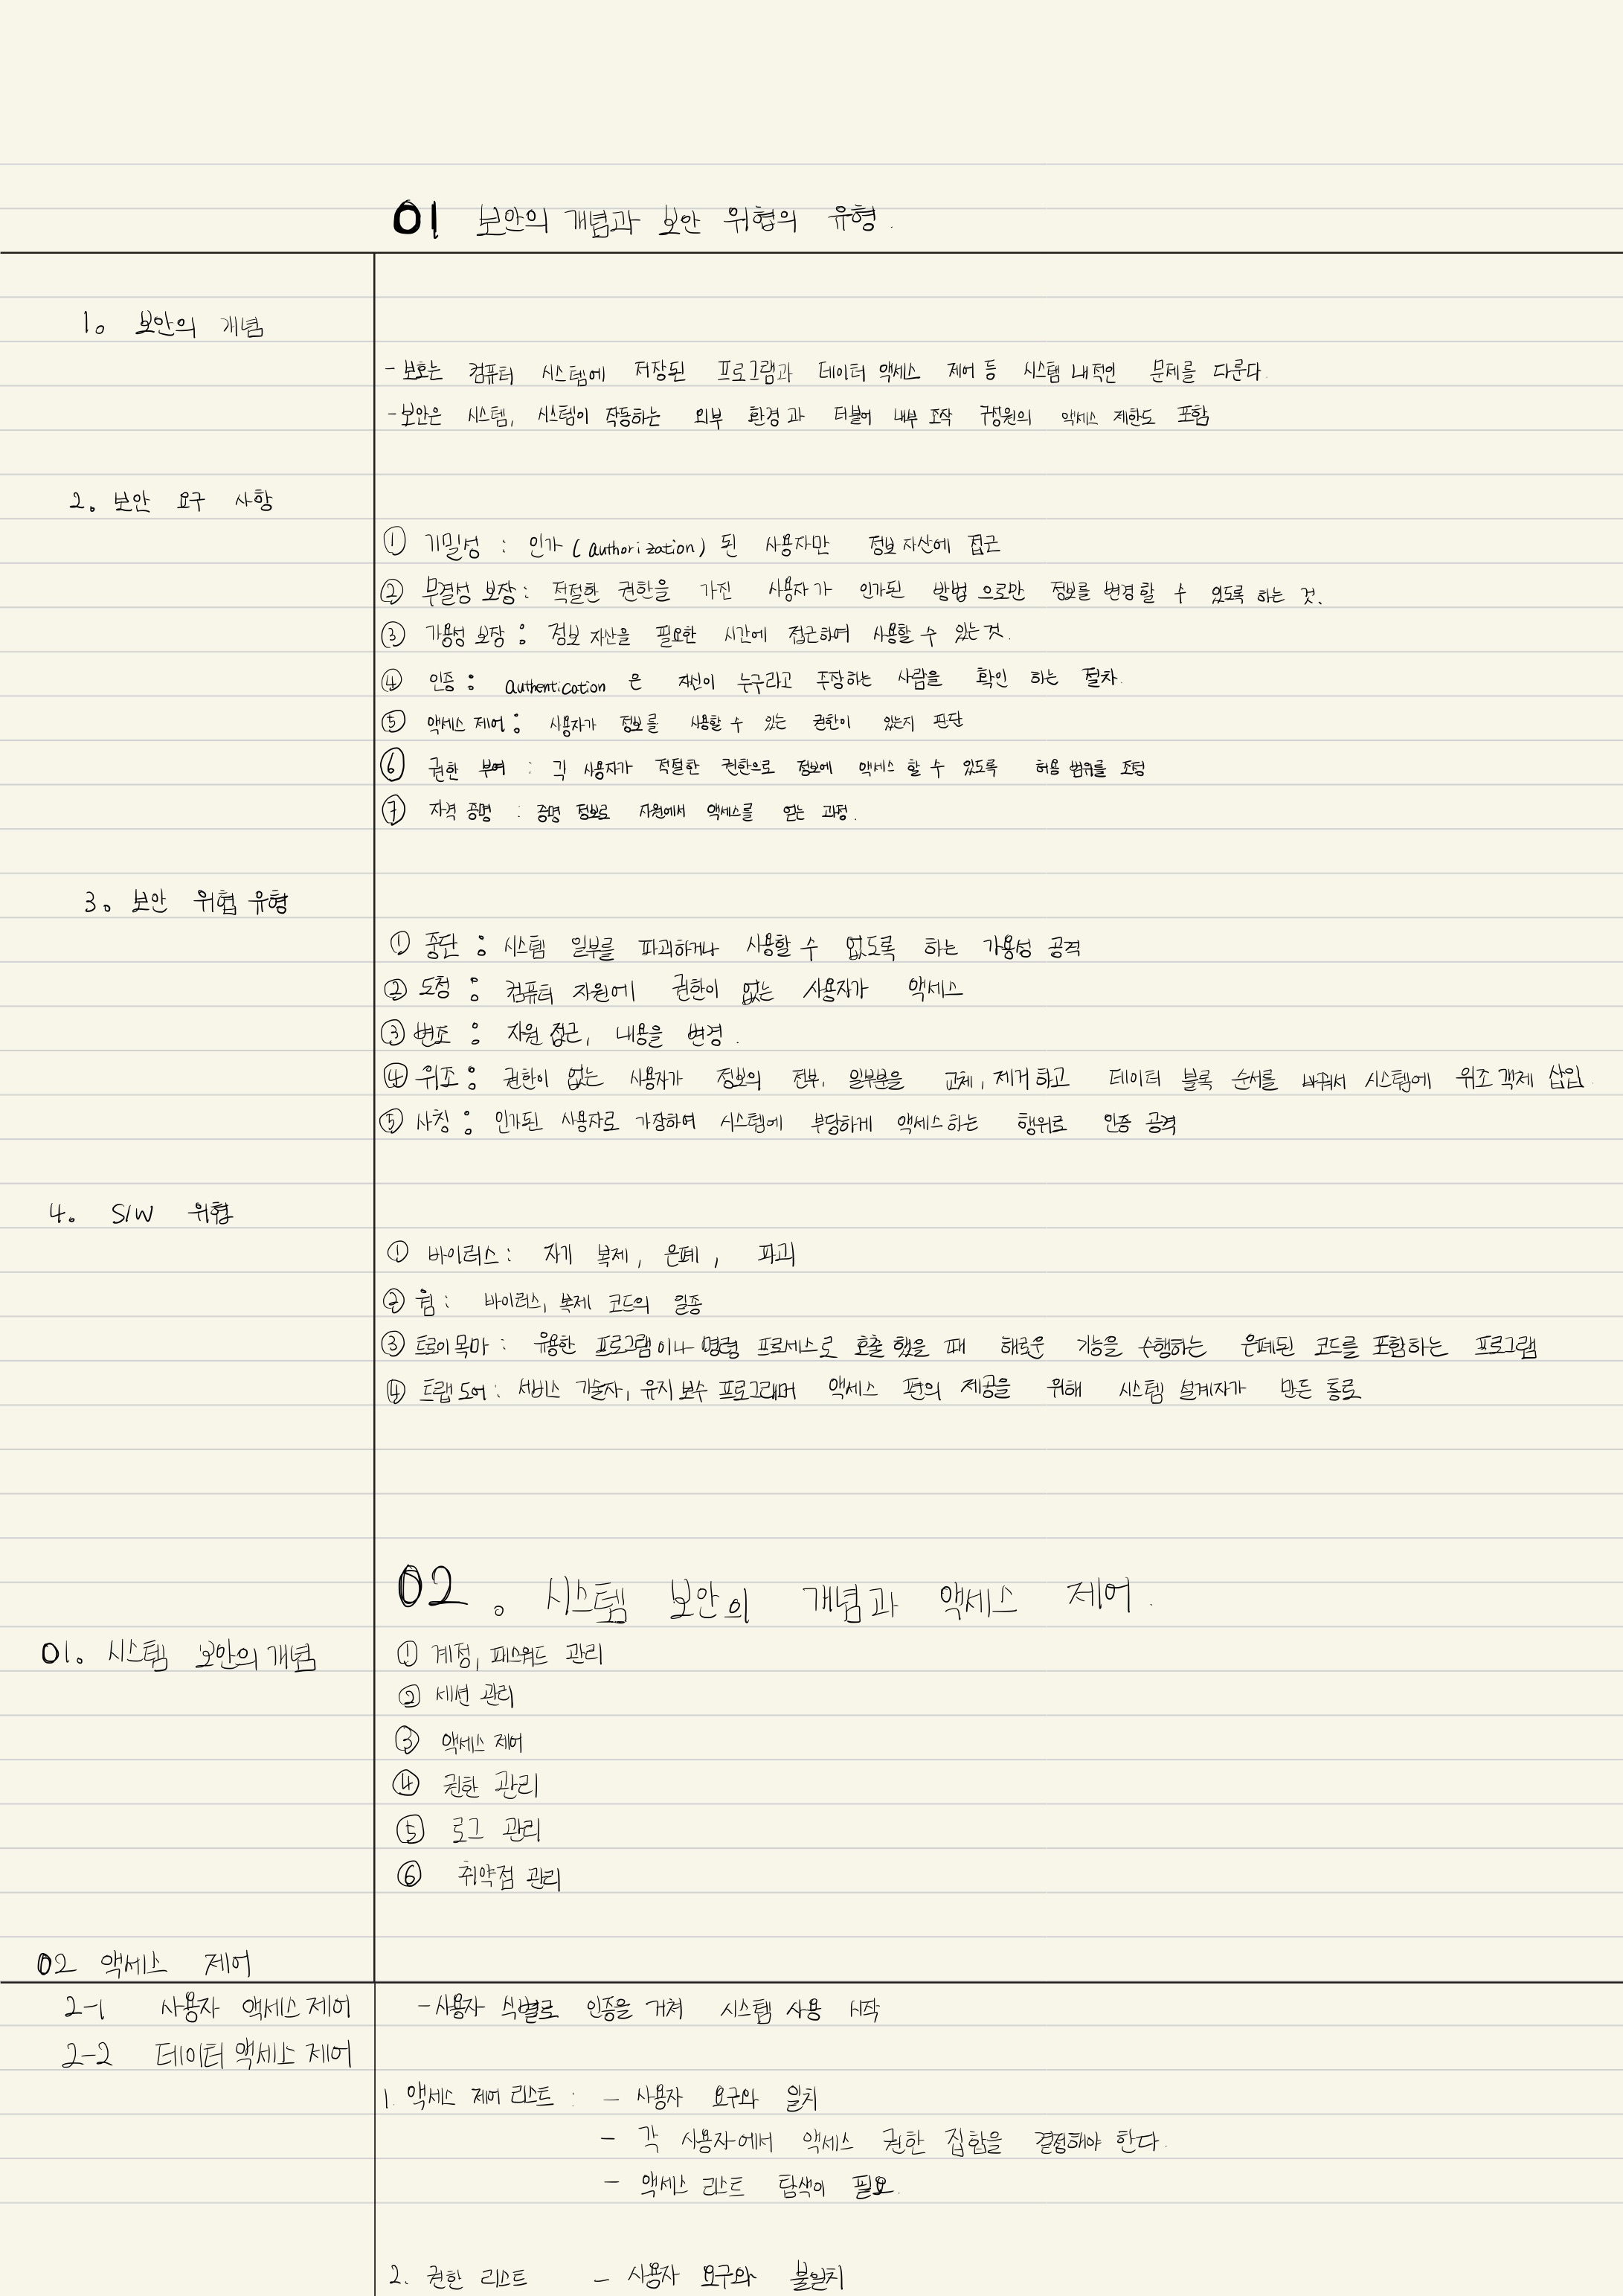 01 보안의 개념과 보안 위협의 유형.
1. 보안의 개념
- 보호는 컴퓨터 시스템에 저장된 프로그램과 데이터 액세스 제어 등 시스템 내적인 문제를 다룬다.
- 보안은 시스템, 시스템이 작동하는 외부 환경과 더불어 내부 조작 구성원의 액세스 제한도 포함
2. 보안 요구 사항
① 기밀성 : 인가 (authorization) 된 사용자만 정보 자산에 접근
② 무결성 보장 : 적절한 권한을 가진 사용자가 인가된 방법 으로만 정보를 변경할 수 있도록 하는 것.
③ 가용성 보장 : 정보 자산을 필요한 시간에 접근하여 사용할 수 있는 것.
④ 인증 : authentication 은 자신이 누구라고 주장하는 사람을 확인 하는 절차.
⑤ 액세스 제어 : 사용자가 정보를 사용할 수 있는 권한이 있는지 판단
⑥ 권한 부여 : 각 사용자가 적절한 권한으로 정보에 액세스 할 수 있도록 허용 범위를 조정
⑦ 자격 증명 : 증명 정보로 자원에서 액세스를 얻는 과정.
3. 보안 위협 유형
① 중단 : 시스템 일부를 파괴하거나 사용할 수 없도록 하는 가용성 공격
② 도청 : 컴퓨터 자원에 권한이 없는 사용자가 액세스
③ 변조 : 자원 접근, 내용을 변경.
④ 위조 : 권한이 없는 사용자가 정보의 전부, 일부분을 교체, 제거하고 데이터 블록 순서를 바꿔서 시스템에 위조 객체 삽입.
⑤ 사칭 : 인가된 사용자로 가장하여 시스템에 부당하게 액세스하는 행위로 인증 공격
4. S/W 위협
① 바이러스 : 자기 복제, 은폐, 파괴
② 웜 : 바이러스, 복제 코드의 일종
③ 트로이 목마 : 유용한 프로그램이나 명령 프로세스로 호출 했을 때 해로운 기능을 수행하는 은폐된 코드를 포함하는 프로그램
④ 트랩 도어 : 서비스 기술자, 유지 보수 프로그래머 액세스 편의 제공을 위해 시스템 설계자가 만든 통로
02. 시스템 보안의 개념과 액세스 제어.
01. 시스템 보안의 개념
① 계정, 패스워드 관리
② 세션 관리
③ 액세스 제어
④ 권한 관리
⑤ 로그 관리
⑥ 취약점 관리
02 액세스 제어
2-1 사용자 액세스 제어
- 사용자 식별로 인증을 거쳐 시스템 사용 시작
2-2 데이터 액세스 제어
1. 액세스 제어 리스트 : - 사용자 요구와 일치
- 각 사용자에서 액세스 권한 집합을 결정해야 한다.
- 액세스 리스트 탐색이 필요.
2. 권한 리스트 - 사용자 요구와 불일치